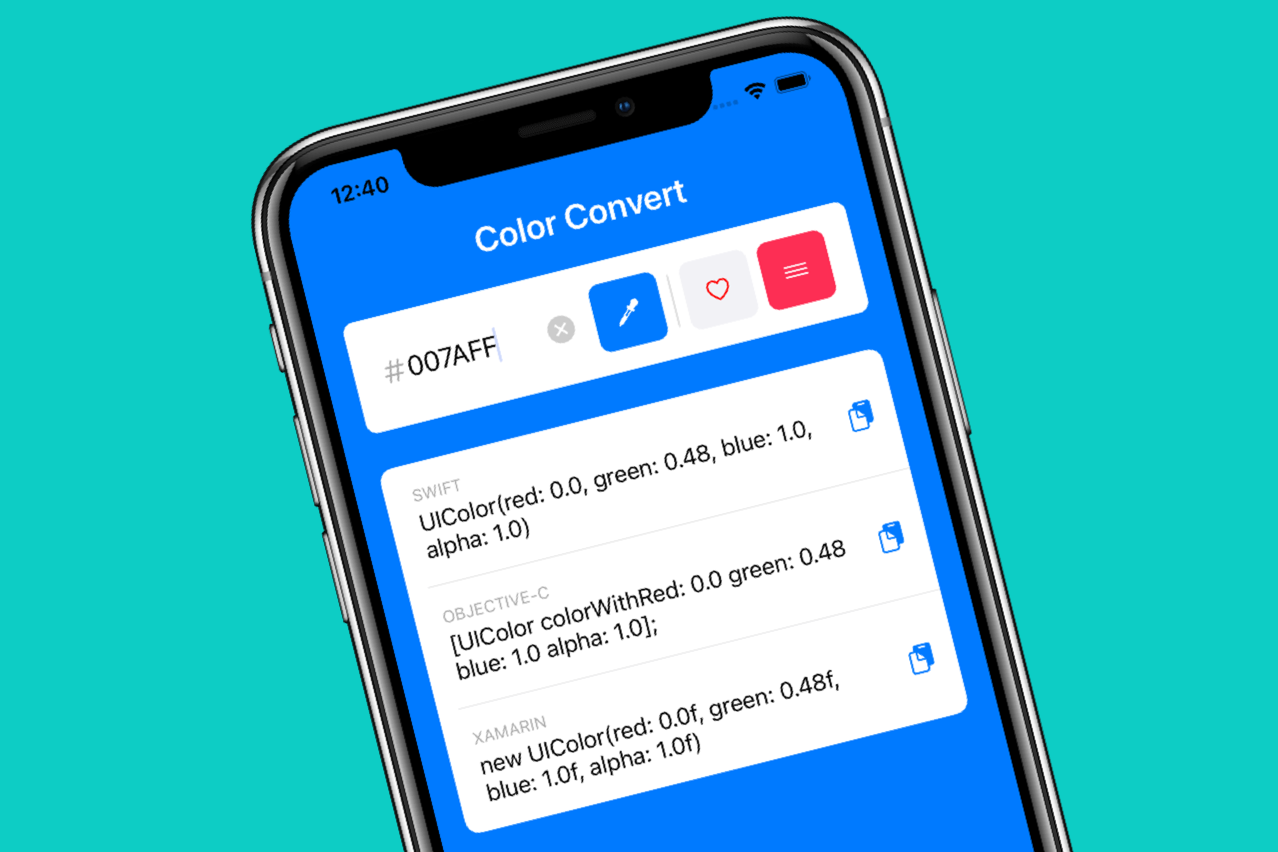 12:40
Color Convert
#007AFF
SWIFT
UIColor(red: 0.0, green: 0.48, blue: 1.0,
alpha: 1.0)
OBJECTIVE-C
[UIColor colorWithRed: 0.0 green: 0.48
blue: 1.0 alpha: 1.0];
XAMARIN
new UIColor(red: 0.0f, green: 0.48f,
blue: 1.0f, alpha: 1.0f)